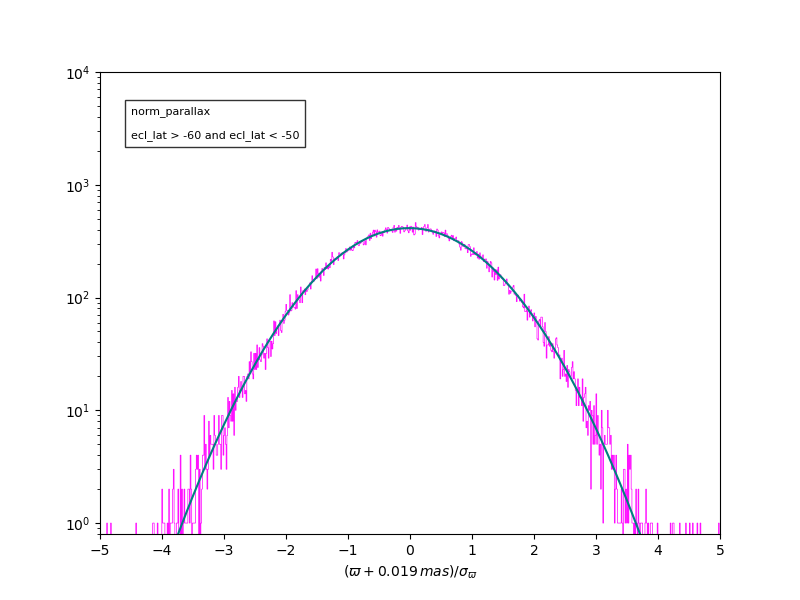 10⁴
norm_parallax
ecl_lat > -60 and ecl_lat < -50
10³
10²
10¹
10⁰
−5 −4 −3 −2 −1 0 1 2 3 4 5
(ϖ + 0.019 mas)/σ_ϖ